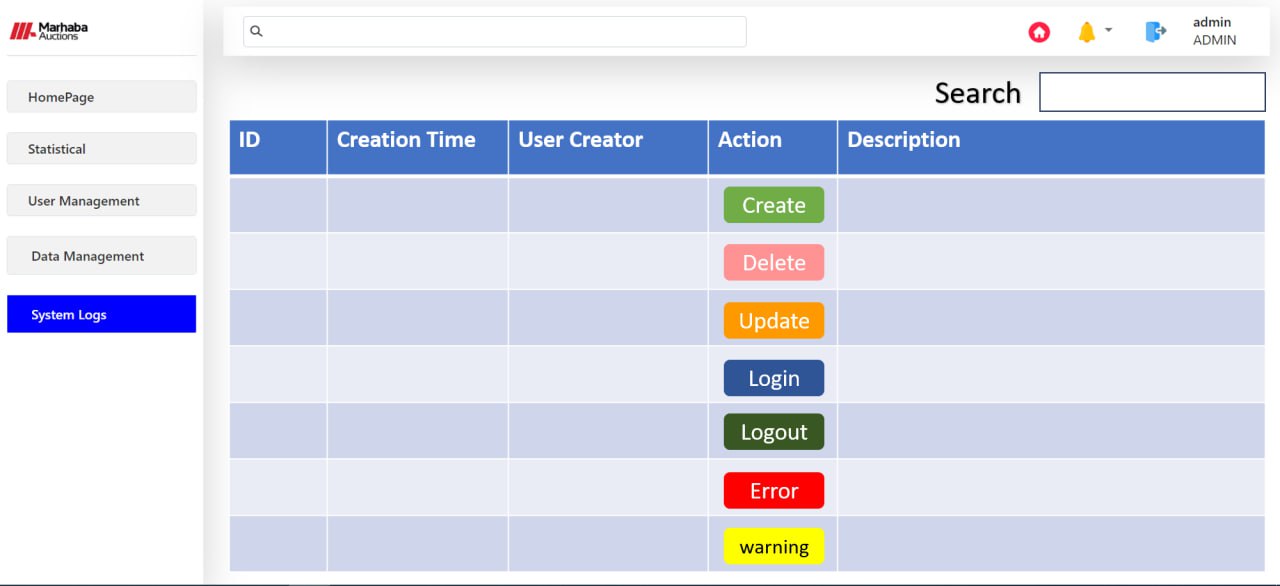 Marhaba
Auctions
admin
ADMIN
HomePage
Statistical
User Management
Data Management
System Logs
Search
ID Creation Time User Creator Action Description
Create
Delete
Update
Login
Logout
Error
warning